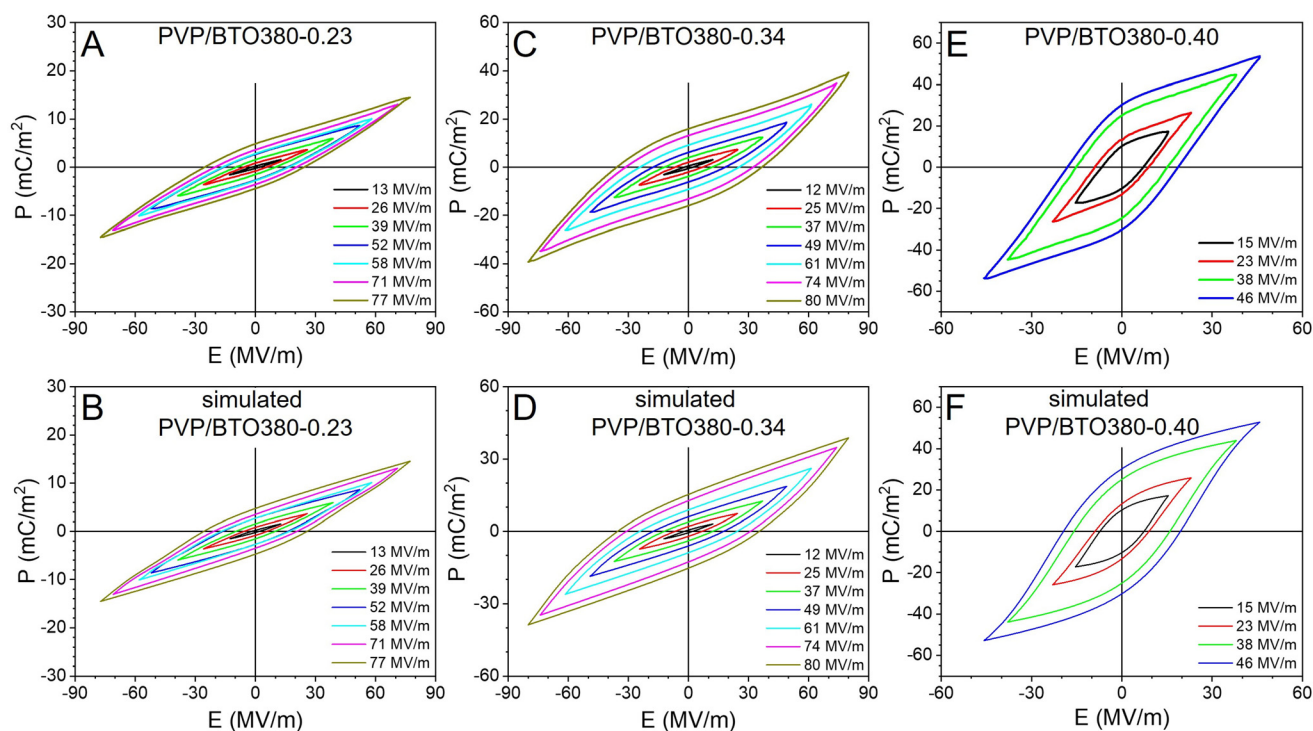 A
PVP/BTO380-0.23
30
20
10
0
-10
-20
-30
P (mC/m²)
13 MV/m
26 MV/m
39 MV/m
52 MV/m
58 MV/m
71 MV/m
77 MV/m
-90 -60 -30 0 30 60 90
E (MV/m)
C
PVP/BTO380-0.34
60
40
20
0
-20
-40
-60
12 MV/m
25 MV/m
37 MV/m
49 MV/m
61 MV/m
74 MV/m
80 MV/m
-90 -60 -30 0 30 60 90
E (MV/m)
E
PVP/BTO380-0.40
60
40
20
0
-20
-40
-60
P (mC/m²)
15 MV/m
23 MV/m
38 MV/m
46 MV/m
-60 -30 0 30 60
E (MV/m)
B
simulated
PVP/BTO380-0.23
30
20
10
0
-10
-20
-30
P (mC/m²)
13 MV/m
26 MV/m
39 MV/m
52 MV/m
58 MV/m
71 MV/m
77 MV/m
-90 -60 -30 0 30 60 90
E (MV/m)
D
simulated
PVP/BTO380-0.34
60
30
0
-30
-60
12 MV/m
25 MV/m
37 MV/m
49 MV/m
61 MV/m
74 MV/m
80 MV/m
-90 -60 -30 0 30 60 90
E (MV/m)
F
simulated
PVP/BTO380-0.40
60
40
20
0
-20
-40
-60
P (mC/m²)
15 MV/m
23 MV/m
38 MV/m
46 MV/m
-60 -30 0 30 60
E (MV/m)